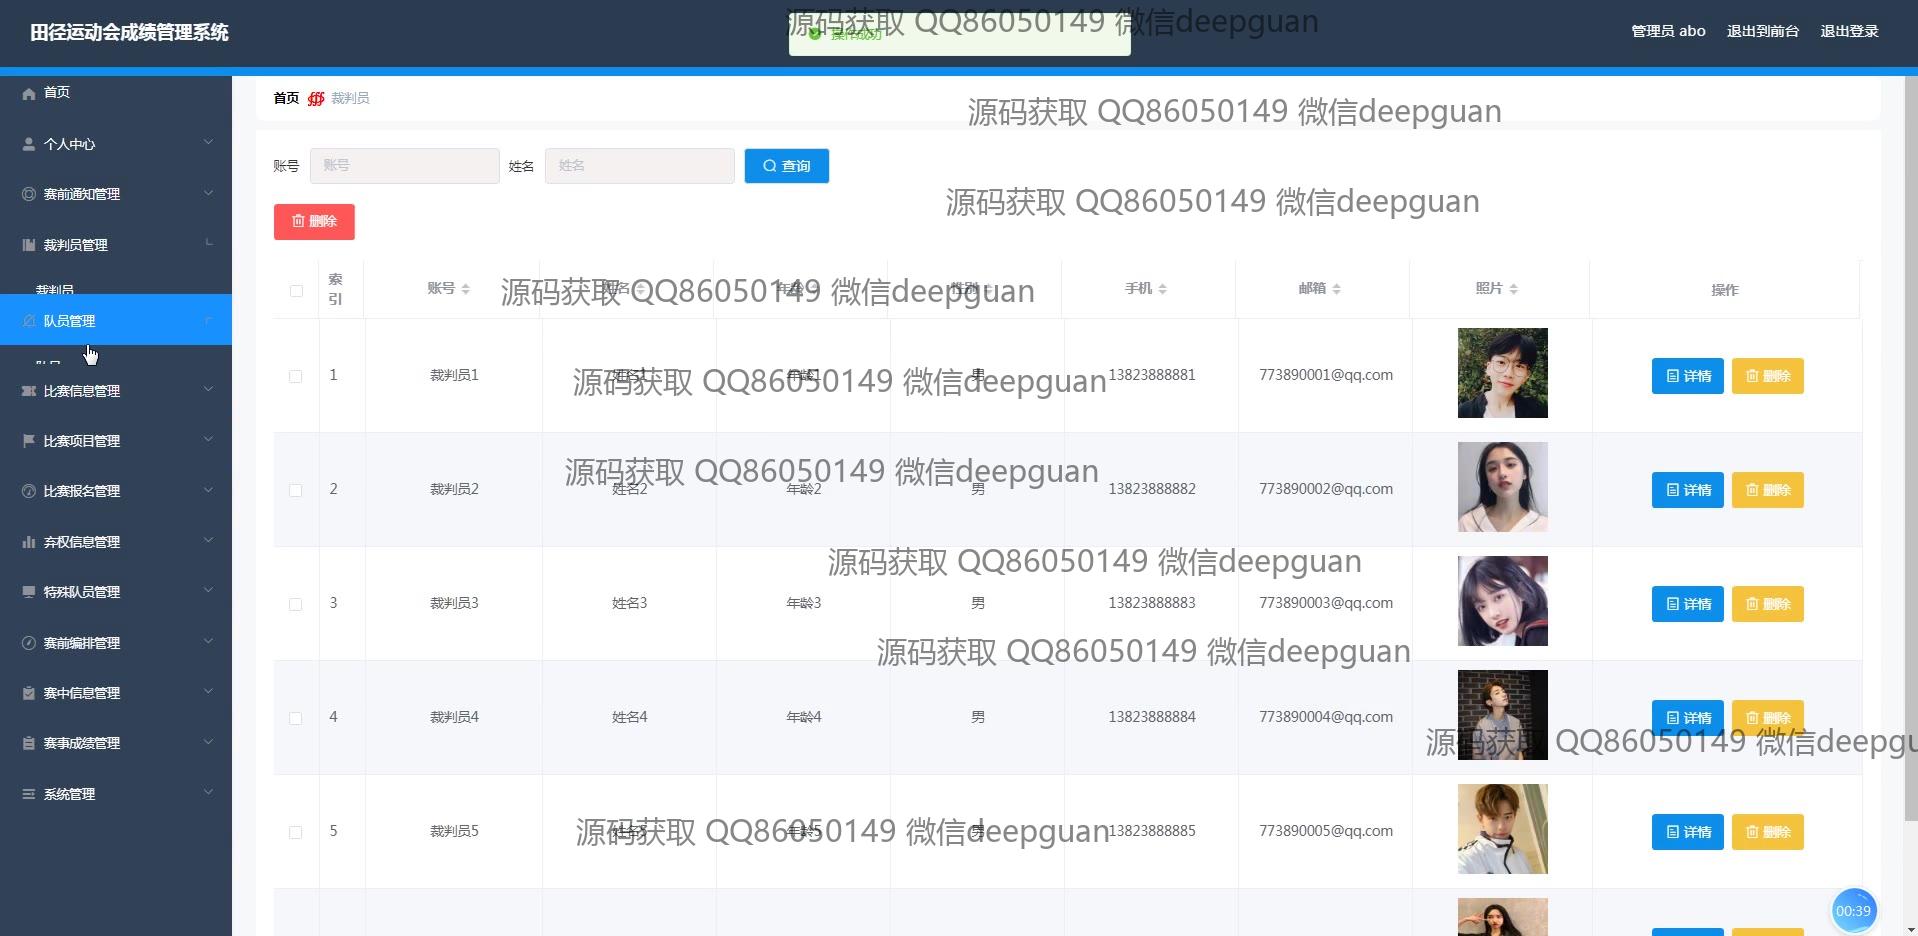 田径运动会成绩管理系统
操作成功
管理员 abo 退出到前台 退出登录
源码获取 QQ86050149 微信deepguan
首页
个人中心
赛前通知管理
裁判员管理
裁判员
队员管理
队员
比赛信息管理
比赛项目管理
比赛报名管理
弃权信息管理
特殊队员管理
赛前编排管理
赛中信息管理
赛事成绩管理
系统管理
首页 裁判员
源码获取 QQ86050149 微信deepguan
账号 账号 姓名 姓名 查询
源码获取 QQ86050149 微信deepguan
删除
索引 账号 姓名 年龄 性别 手机 邮箱 照片 操作
源码获取 QQ86050149 微信deepguan
1 裁判员1 姓名1 年龄1 男 13823888881 773890001@qq.com 详情 删除
源码获取 QQ86050149 微信deepguan
2 裁判员2 姓名2 年龄2 男 13823888882 773890002@qq.com 详情 删除
源码获取 QQ86050149 微信deepguan
源码获取 QQ86050149 微信deepguan
3 裁判员3 姓名3 年龄3 男 13823888883 773890003@qq.com 详情 删除
源码获取 QQ86050149 微信deepguan
4 裁判员4 姓名4 年龄4 男 13823888884 773890004@qq.com 详情 删除
源码获取 QQ86050149 微信deepgu
5 裁判员5 姓名5 年龄5 男 13823888885 773890005@qq.com 详情 删除
源码获取 QQ86050149 微信deepguan
00:39